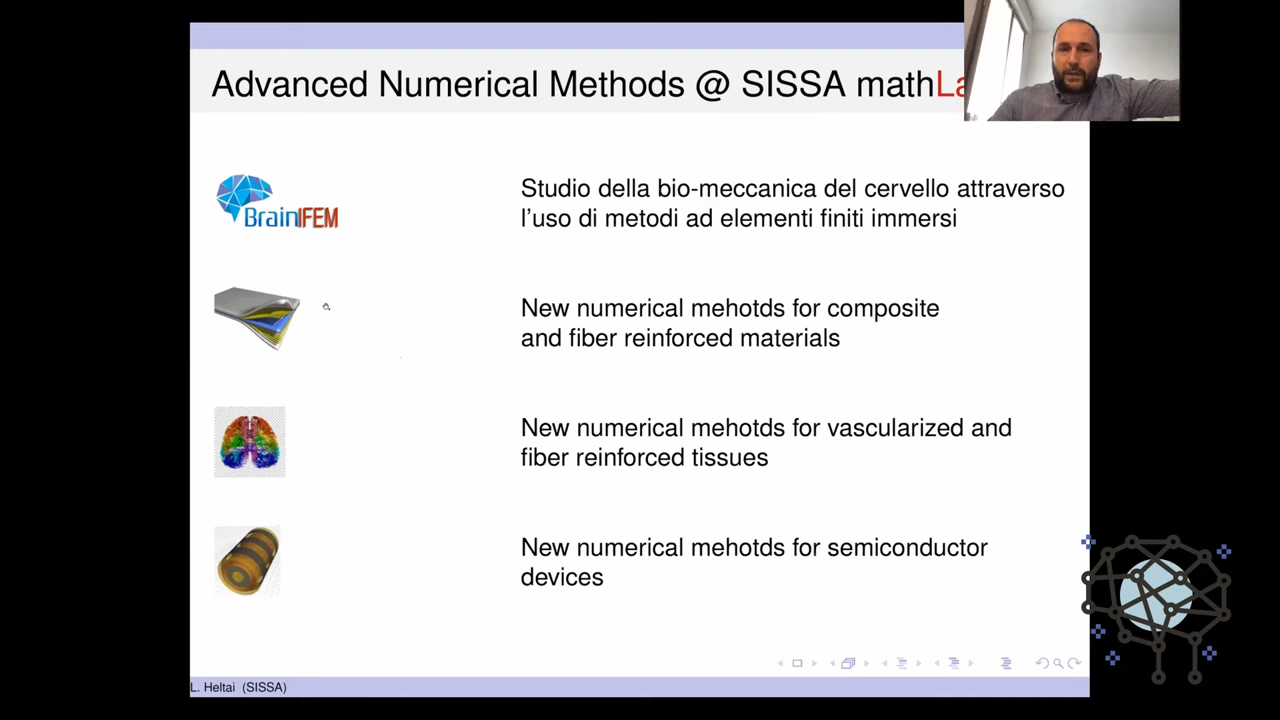 Advanced Numerical Methods @ SISSA mathLa
BrainIFEM
Studio della bio-meccanica del cervello attraverso
l'uso di metodi ad elementi finiti immersi
New numerical mehotds for composite
and fiber reinforced materials
New numerical mehotds for vascularized and
fiber reinforced tissues
New numerical mehotds for semiconductor
devices
L. Heltai (SISSA)